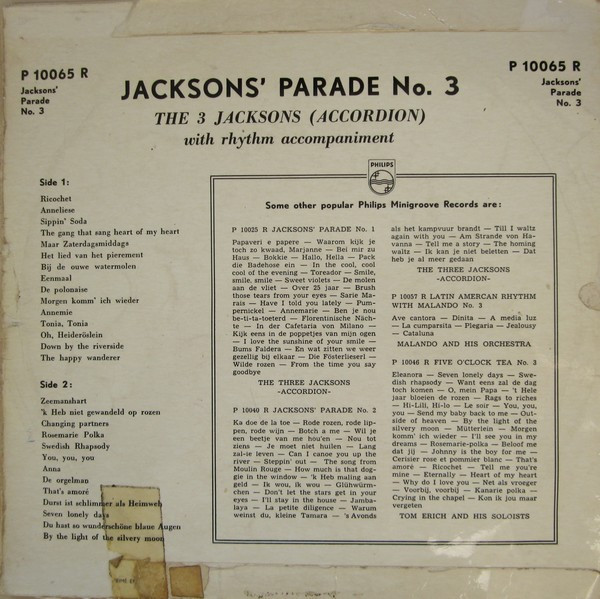 P 10065 R
Jacksons'
Parade
No. 3
JACKSONS' PARADE No. 3
THE 3 JACKSONS (ACCORDION)
with rhythm accompaniment
P 10065 R
Jacksons'
Parade
No. 3
Side 1:
Ricochet
Anneliese
Sippin' Soda
The gang that sang heart of my heart
Maar Zaterdagsmiddags
Het lied van het pierement
Bij de ouwe watermolen
Eenmaal
De polonaise
Morgen komm' ich wieder
Annemie
Tonia, Tonia
Oh, Heideröslein
Down by the riverside
The happy wanderer
Side 2:
Zeemanshart
'k Heb niet gewandeld op rozen
Changing partners
Rosemarie Polka
Swedish Rhapsody
You, you, you
Anna
De orgelman
That's amoré
Durst ist schlimmer als Heimweh
Seven lonely days
Du hast so wunderschöne blaue Augen
By the light of the silvery moon
PHILIPS
Some other popular Philips Minigroove Records are:
P 10025 R JACKSONS' PARADE No. 1
Papaveri e papere — Waarom kijk je
toch zo kwaad, Marjanne — Bei mir zu
Haus — Bokkie — Hallo, Hella — Pack
die Badehose ein — In the cool, cool
cool of the evening — Toreador — Smile,
smile, smile — Sweet violets — De molen
aan de vliet — Over 25 jaar — Brush
those tears from your eyes — Sarie Ma-
rais — Have I told you lately — Pum-
pernickel — Annemarie — Ben je nou
be-ti-ta-toeterd — Florentinische Näch-
te — In der Cafetaria von Milano —
Kijk eens in de poppetjes van mijn ogen
— I love the sunshine of your smile —
Bums Faldera — En wat zitten we weer
gezellig bij elkaar — Die Fösterlieserl —
Wilde rozen — From the time you say
goodbye
THE THREE JACKSONS
-ACCORDION-
P 10040 R JACKSONS' PARADE No. 2
Ka doe de la toe — Rode rozen, rode lip-
pen, rode wijn — Botch a me — Wil je
een beetje van me hou'en — Nou tot
ziens — Je moet niet huilen — Lang
zal-ie leven — Can I canoe you up the
river — Steppin' out — The song from
Moulin Rouge — How much is that dog-
gie in the window — 'k Heb maling aan
geld — Ik wou, ik wou — Glühwürm-
chen — Don't let the stars get in your
eyes — I'll stay in the house — Jamba-
laya — La petite diligence — Warum
weinst du, kleine Tamara — 's Avonds
als het kampvuur brandt — Till I waltz
again with you — Am Strande von Ha-
vanna — Tell me a story — The homing
waltz — Ik kan je niet beletten — Dat
heb je al meer gedaan
THE THREE JACKSONS
-ACCORDION-
P 10057 R LATIN AMERCAN RHYTHM
WITH MALANDO No. 3
Ave cantora — Dinita — A media luz
— La cumparsita — Plegaria — Jealousy
— Cataluna
MALANDO AND HIS ORCHESTRA
P 10046 R FIVE O'CLOCK TEA No. 3
Eleanora — Seven lonely days — Swe-
dish rhapsody — Want eens zal de dag
toch komen — O, mein Papa — 't Hele
jaar bloeien de rozen — Rags to riches
— Hi-Lili, Hi-lo — Le soir — You, you,
you — Send my baby back to me — Out-
side of heaven — By the light of the
silvery moon — Mütterlein — Morgen
komm' ich wieder — I'll see you in my
dreams — Rosemarie-polka — Beloof me
dat jij — Johnny is the boy for me —
Cerisier rose et pommier blanc — That's
amoré — Ricochet — Tell me you're
mine — Eternally — Heart of my heart
— Why do I love you — Net als vroeger
— Voorbij, voorbij — Kanarie polka —
Crying in the chapel — Kon ik jou maar
vergeten
TOM ERICH AND HIS SOLOISTS